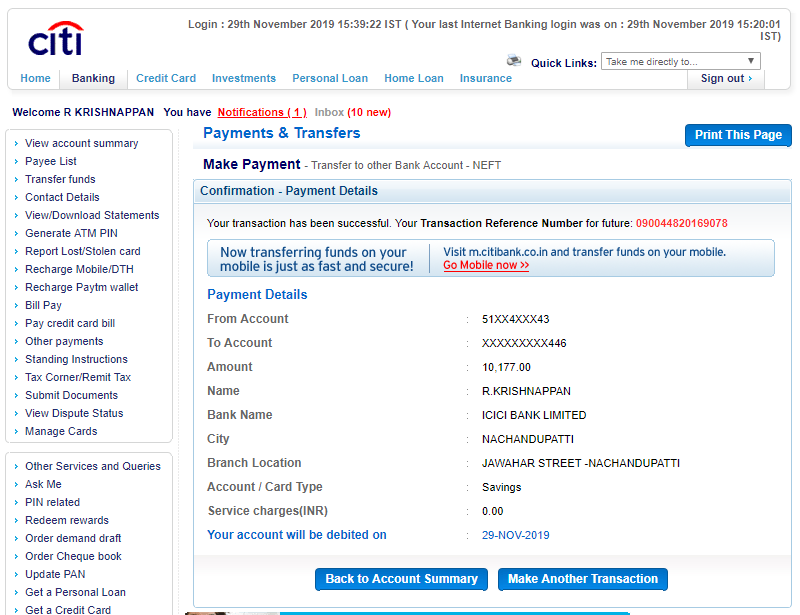 citi
Login : 29th November 2019 15:39:22 IST ( Your last Internet Banking login was on : 29th November 2019 15:20:01
IST)
Quick Links: Take me directly to...
Home Banking Credit Card Investments Personal Loan Home Loan Insurance Sign out ›
Welcome R KRISHNAPPAN You have Notifications ( 1 ) Inbox (10 new)
View account summary
Payee List
Transfer funds
Contact Details
View/Download Statements
Generate ATM PIN
Report Lost/Stolen card
Recharge Mobile/DTH
Recharge Paytm wallet
Bill Pay
Pay credit card bill
Other payments
Standing Instructions
Tax Corner/Remit Tax
Submit Documents
View Dispute Status
Manage Cards
Other Services and Queries
Ask Me
PIN related
Redeem rewards
Order demand draft
Order Cheque book
Update PAN
Get a Personal Loan
Get a Credit Card
Payments & Transfers
Print This Page
Make Payment - Transfer to other Bank Account - NEFT
Confirmation - Payment Details
Your transaction has been successful. Your Transaction Reference Number for future: 090044820169078
Now transferring funds on your
mobile is just as fast and secure!
Visit m.citibank.co.in and transfer funds on your mobile.
Go Mobile now >>
Payment Details
From Account : 51XX4XXX43
To Account : XXXXXXXXX446
Amount : 10,177.00
Name : R.KRISHNAPPAN
Bank Name : ICICI BANK LIMITED
City : NACHANDUPATTI
Branch Location : JAWAHAR STREET -NACHANDUPATTI
Account / Card Type : Savings
Service charges(INR) : 0.00
Your account will be debited on : 29-NOV-2019
Back to Account Summary Make Another Transaction